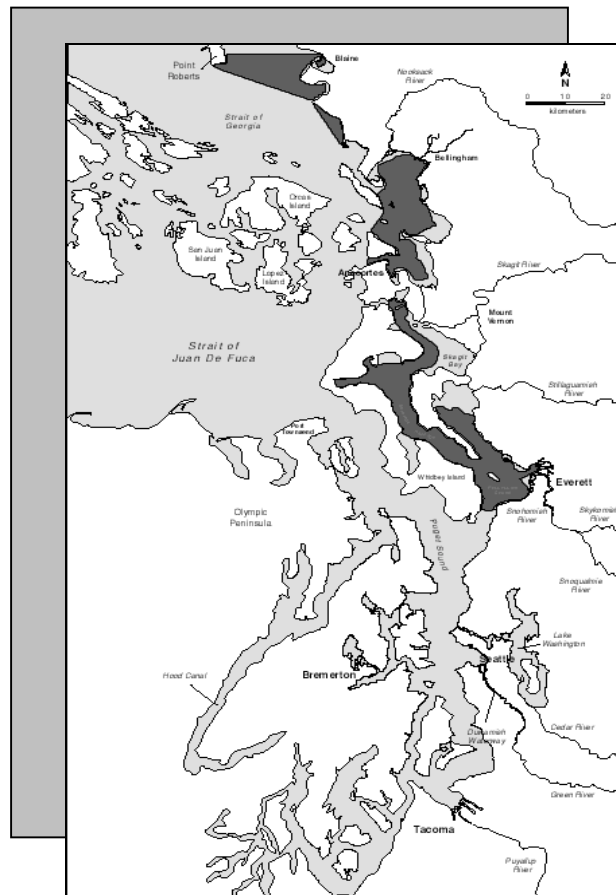 Point
Roberts
Blaine
Nooksack
River
N
0 10 20
kilometers
Strait of
Georgia
Bellingham
Orcas
Island
San Juan
Island
Lopez
Island
Anacortes
Skagit River
Mount
Vernon
Strait of
Juan De Fuca
Skagit
Bay
Stillaguamish
River
Port
Townsend
Whidbey Island
Everett
Olympic
Peninsula
Snohomish
River
Skykomish
River
Puget Sound
Snoqualmie
River
Lake
Washington
Seattle
Hood Canal
Bremerton
Duwamish
Waterway
Cedar River
Green River
Tacoma
Puyallup
River